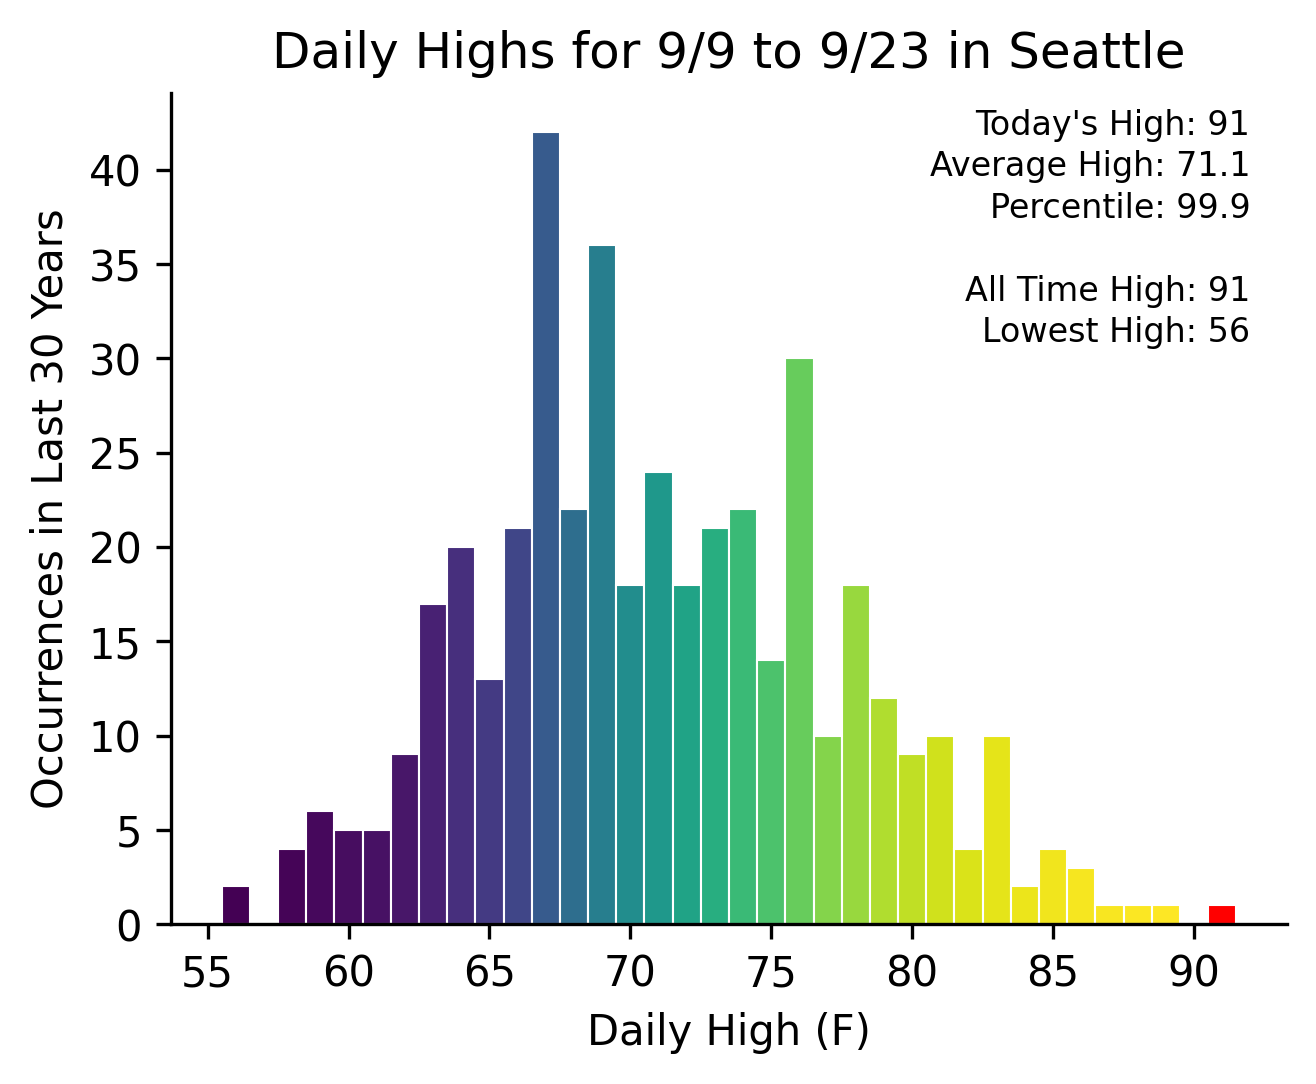 Daily Highs for 9/9 to 9/23 in Seattle
Today's High: 91
Average High: 71.1
Percentile: 99.9
All Time High: 91
Lowest High: 56
Occurrences in Last 30 Years
40
35
30
25
20
15
10
5
0
55 60 65 70 75 80 85 90
Daily High (F)